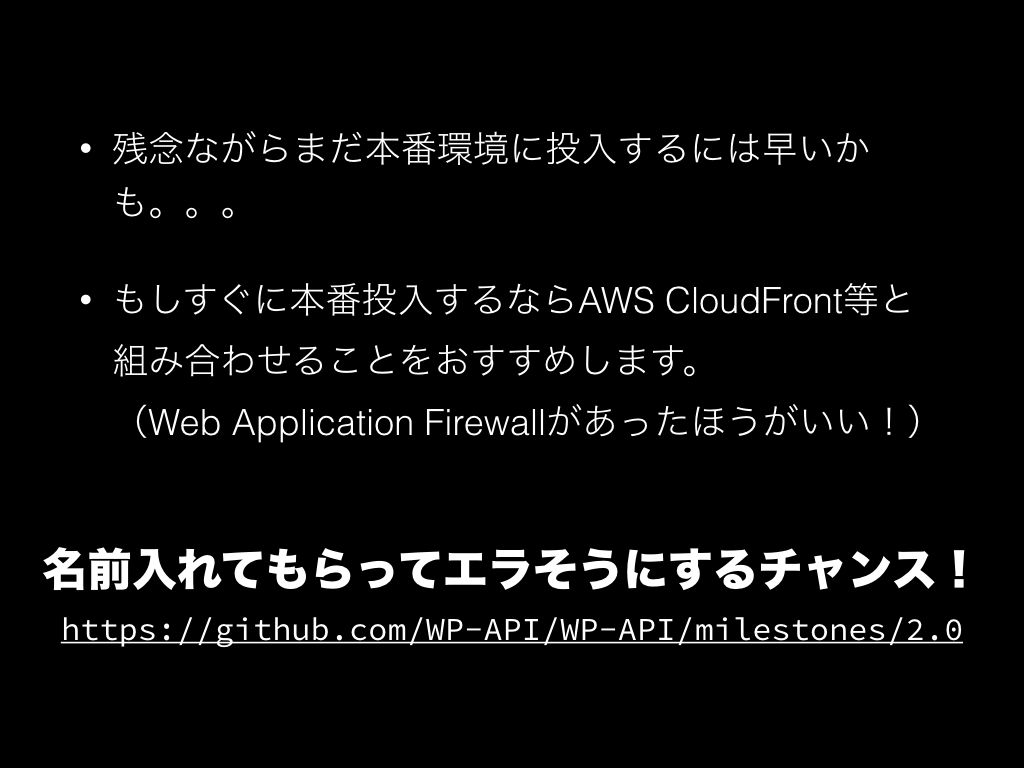 • 残念ながらまだ本番環境に投入するには早いか
も。。。
• もしすぐに本番投入するならAWS CloudFront等と
組み合わせることをおすすめします。
（Web Application Firewallがあったほうがいい！）
名前入れてもらってエラそうにするチャンス！
https://github.com/WP-API/WP-API/milestones/2.0